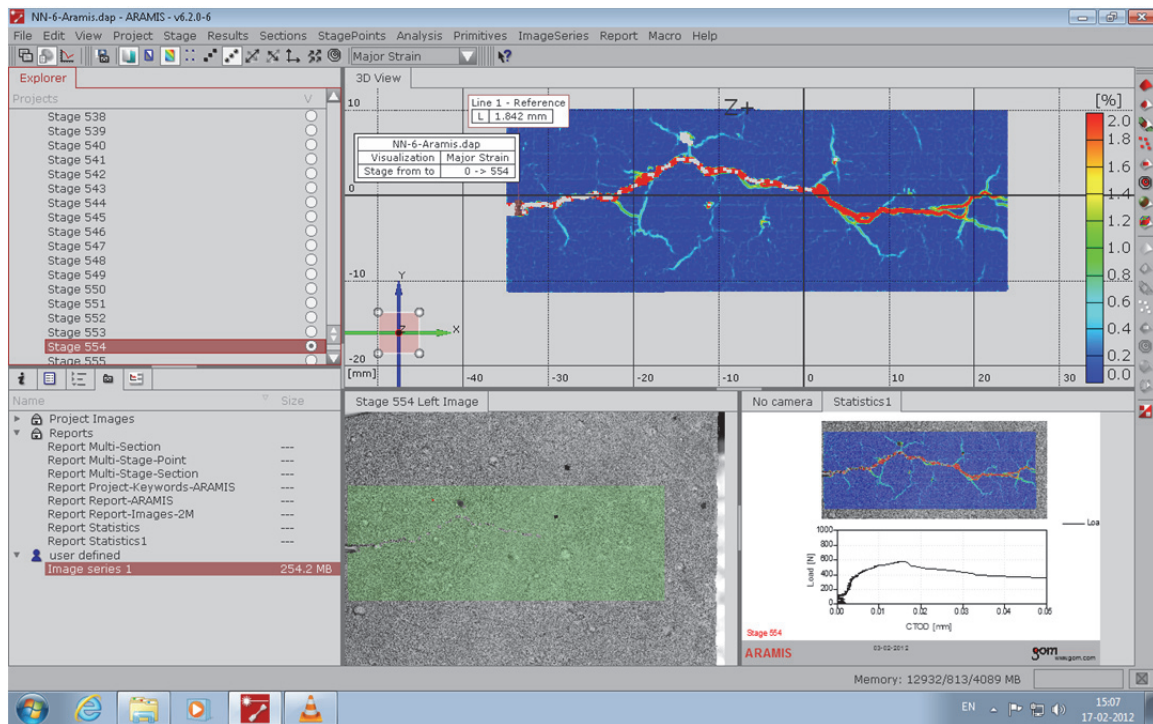 NN-6-Aramis.dap - ARAMIS - v6.2.0-6
File Edit View Project Stage Results Sections StagePoints Analysis Primitives ImageSeries Report Macro Help
Major Strain
Explorer
Projects V
Stage 538
Stage 539
Stage 540
Stage 541
Stage 542
Stage 543
Stage 544
Stage 545
Stage 546
Stage 547
Stage 548
Stage 549
Stage 550
Stage 551
Stage 552
Stage 553
Stage 554
Stage 555
3D View
Line 1 - Reference
L 1.842 mm
NN-6-Aramis.dap
Visualization Major Strain
Stage from to 0 -> 554
Z+
10
0
-10
-20
[mm]
Y
Z
X
-40 -30 -20 -10 0 10 20 30
[%]
2.0
1.8
1.6
1.4
1.2
1.0
0.8
0.6
0.4
0.2
0.0
Name Size
Project Images
Reports
Report Multi-Section ---
Report Multi-Stage-Point ---
Report Multi-Stage-Section ---
Report Project-Keywords-ARAMIS ---
Report Report-ARAMIS ---
Report Report-Images-2M ---
Report Statistics ---
Report Statistics1 ---
user defined
Image series 1 254.2 MB
Stage 554 Left Image
No camera Statistics1
Loa
1000
800
600
400
200
0
Load [N]
0.00 0.01 0.02 0.03 0.04 0.05
CTOD [mm]
Stage 554
ARAMIS 03-02-2012 gom www.gom.com
Memory: 12932/813/4089 MB
EN 15:07
17-02-2012